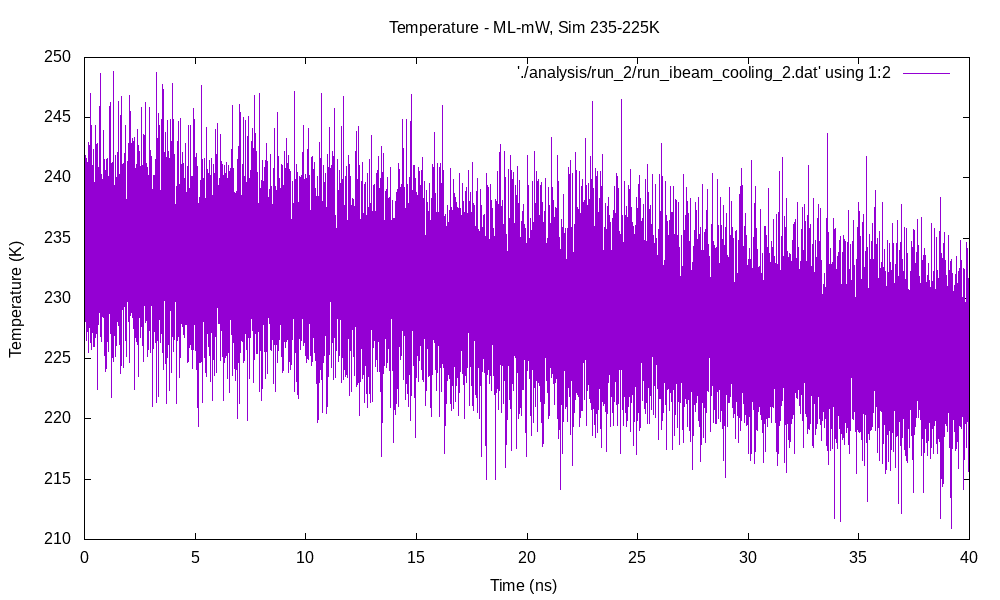 Temperature - ML-mW, Sim 235-225K
'./analysis/run_2/run_ibeam_cooling_2.dat' using 1:2
250
245
240
235
230
225
220
215
210
Temperature (K)
0 5 10 15 20 25 30 35 40
Time (ns)